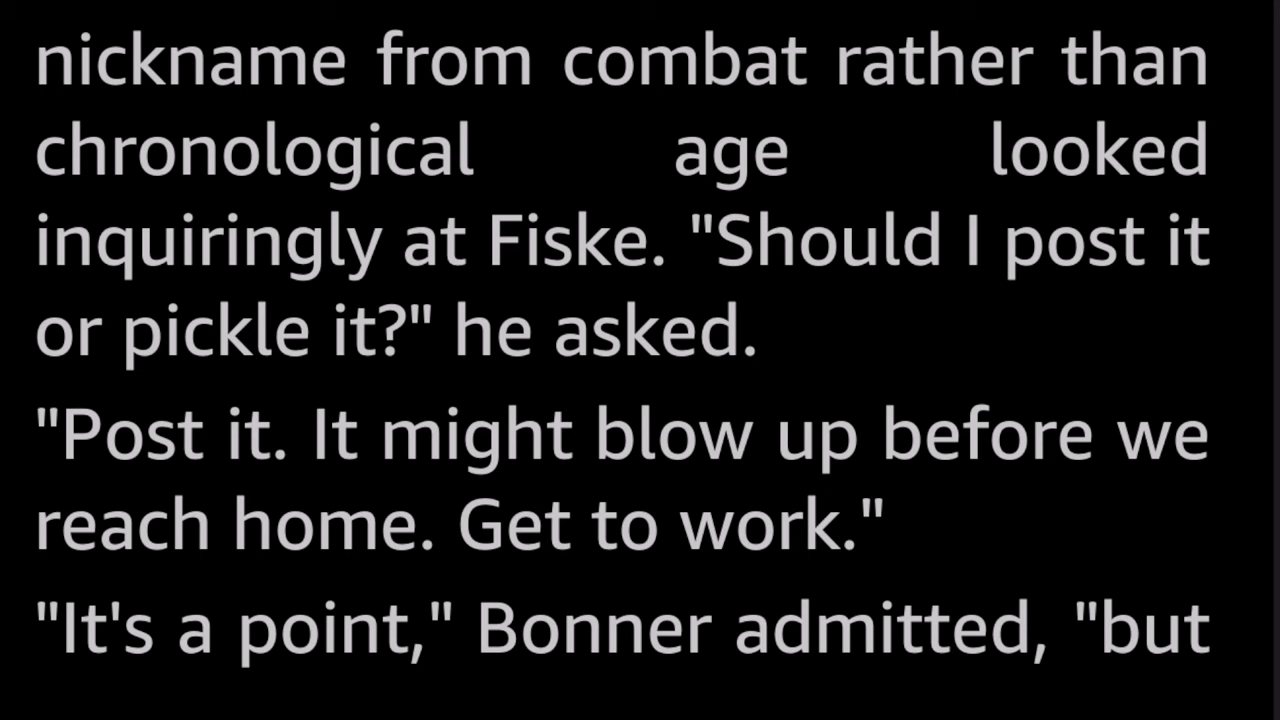 nickname from combat rather than
chronological age looked
inquiringly at Fiske. "Should I post it
or pickle it?" he asked.
"Post it. It might blow up before we
reach home. Get to work."
"It's a point," Bonner admitted, "but